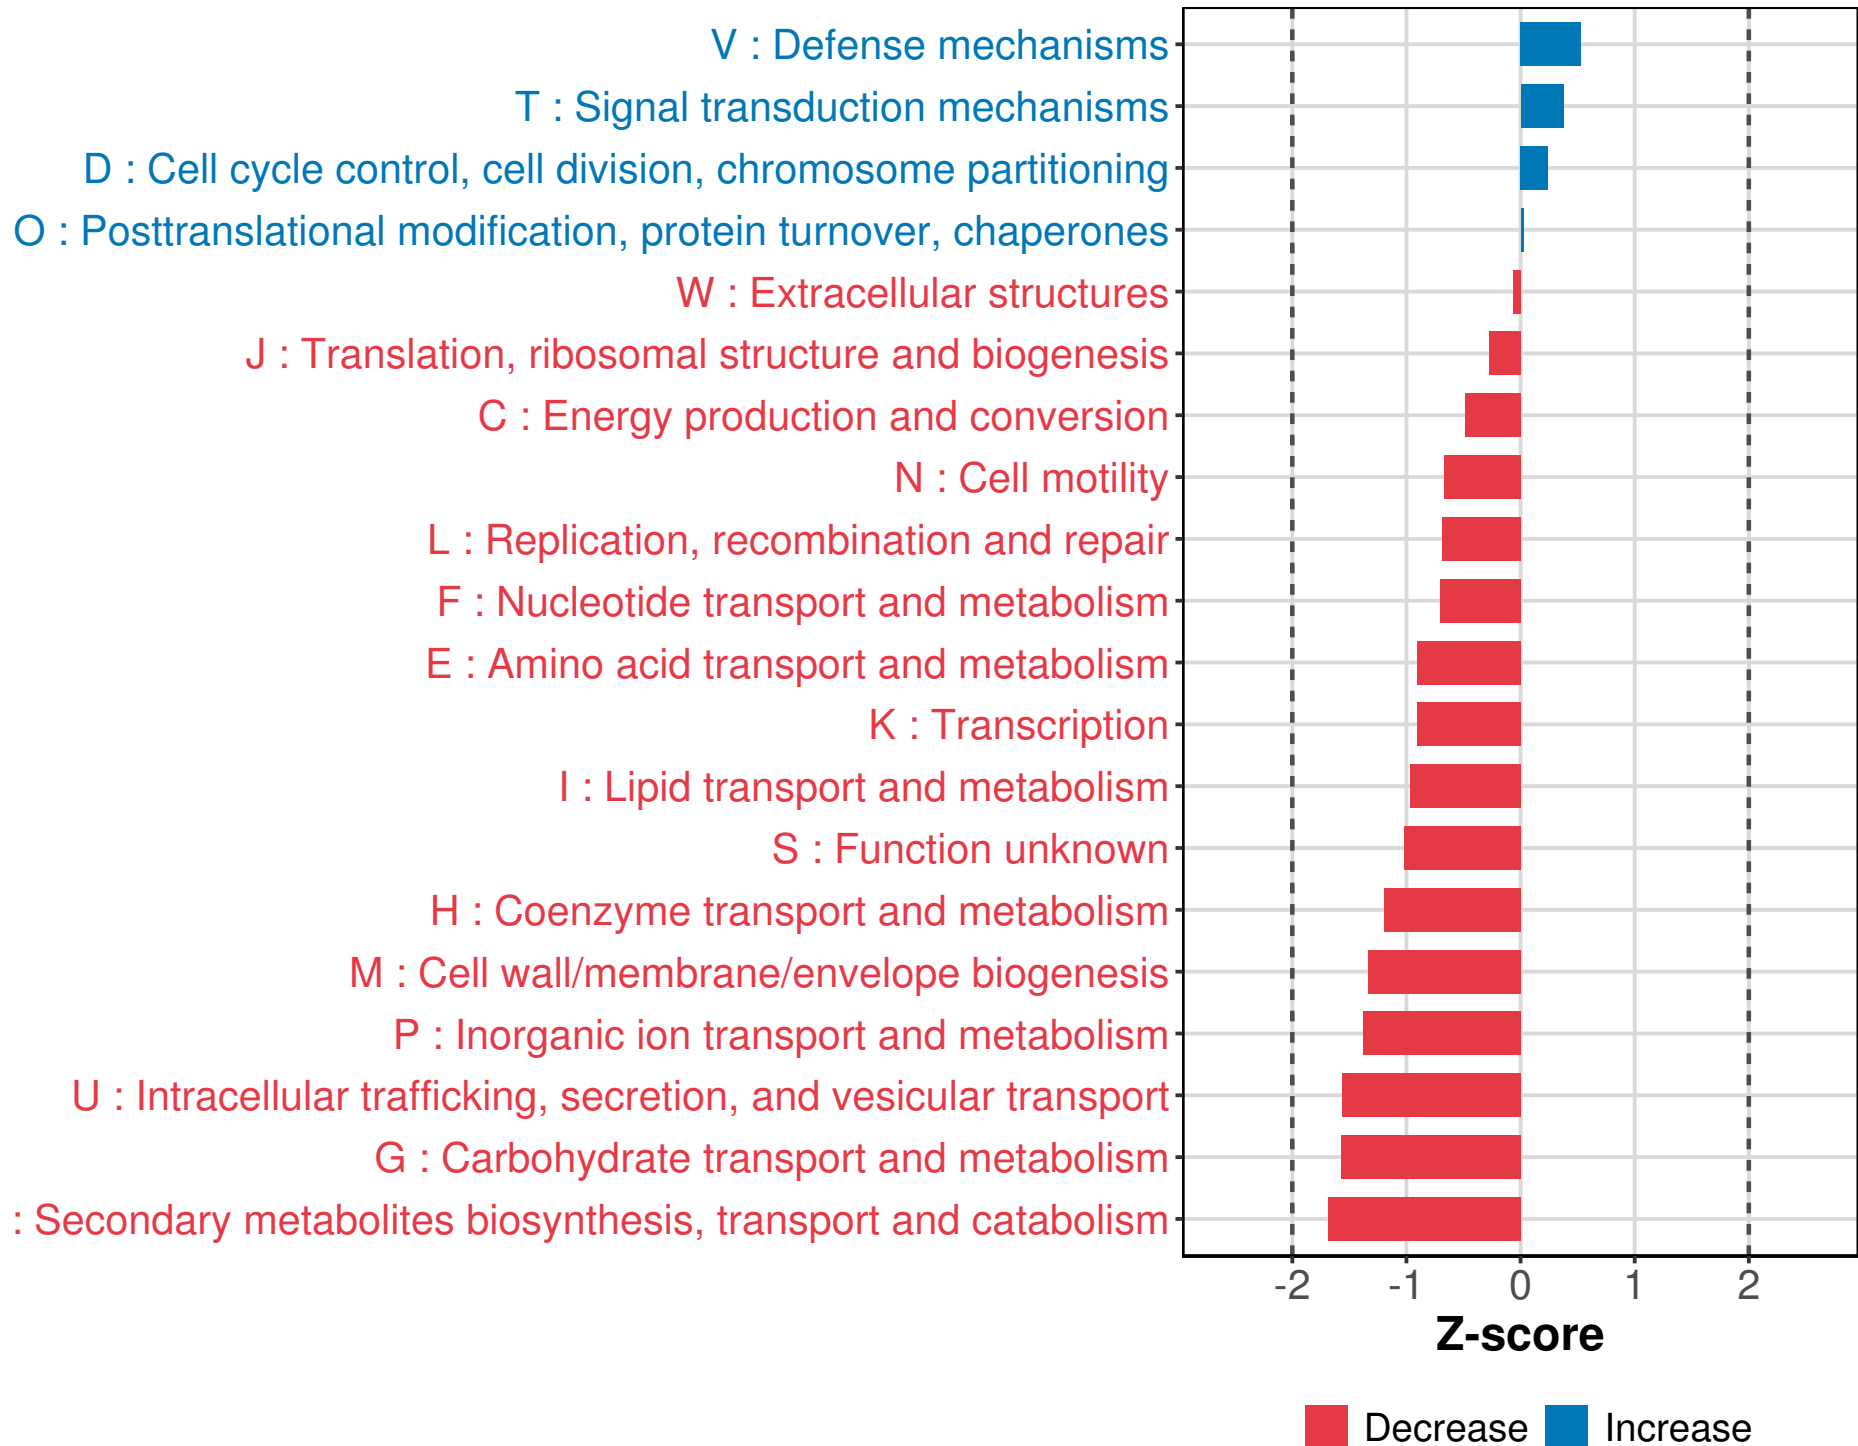 V : Defense mechanisms
T : Signal transduction mechanisms
D : Cell cycle control, cell division, chromosome partitioning
O : Posttranslational modification, protein turnover, chaperones
W : Extracellular structures
J : Translation, ribosomal structure and biogenesis
C : Energy production and conversion
N : Cell motility
L : Replication, recombination and repair
F : Nucleotide transport and metabolism
E : Amino acid transport and metabolism
K : Transcription
I : Lipid transport and metabolism
S : Function unknown
H : Coenzyme transport and metabolism
M : Cell wall/membrane/envelope biogenesis
P : Inorganic ion transport and metabolism
U : Intracellular trafficking, secretion, and vesicular transport
G : Carbohydrate transport and metabolism
: Secondary metabolites biosynthesis, transport and catabolism
-2 -1 0 1 2
Z-score
Decrease Increase